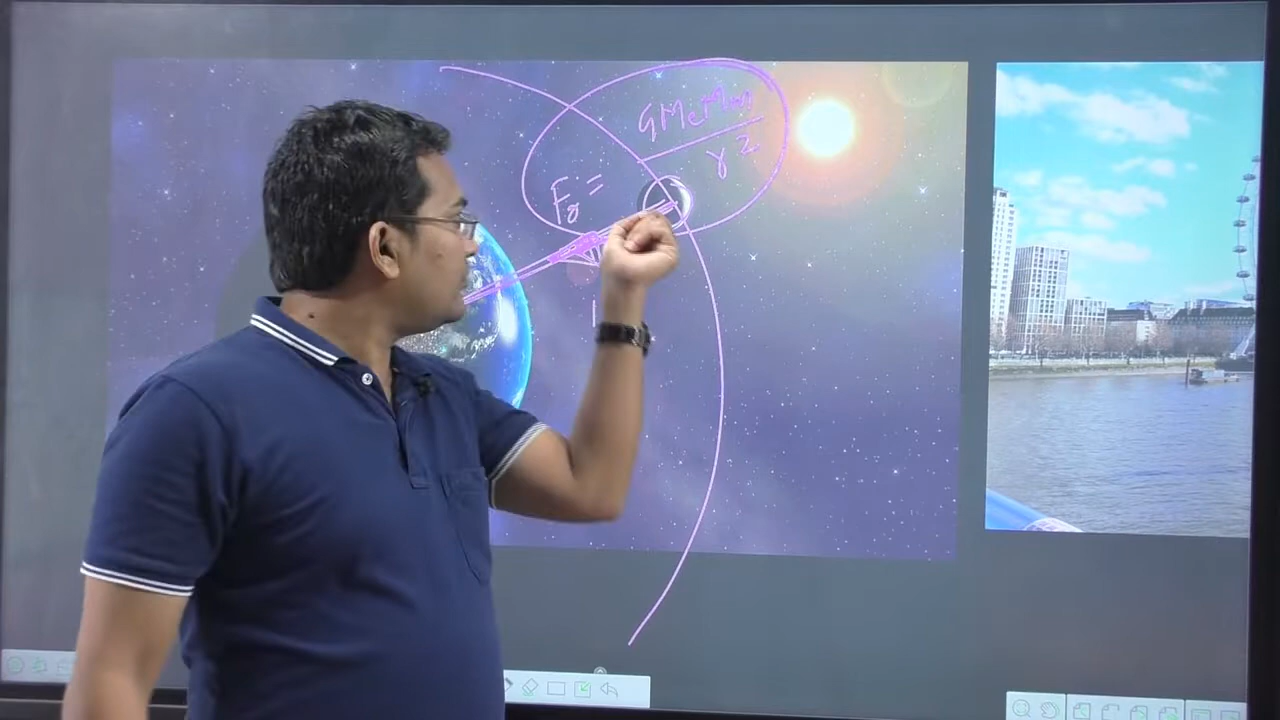 GMeMm
Fg =
r²